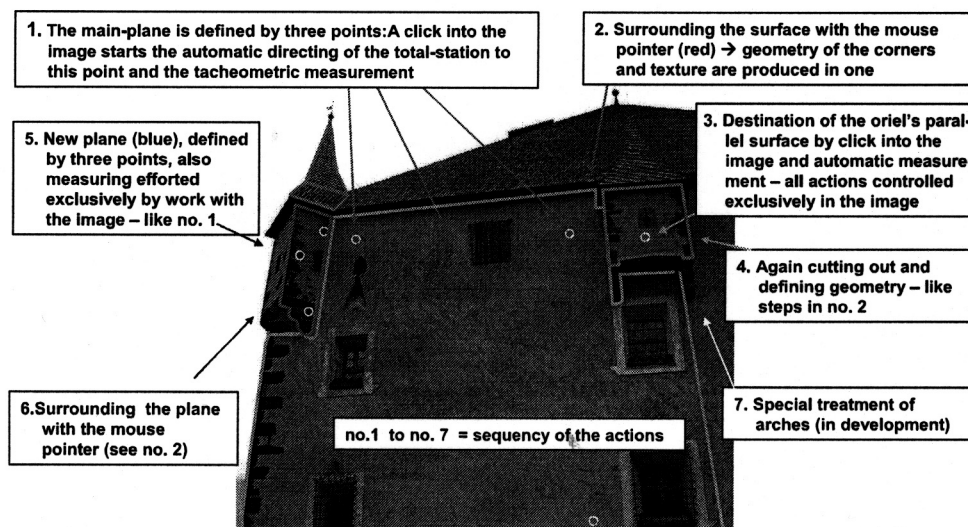 1. The main-plane is defined by three points:A click into the
image starts the automatic directing of the total-station to
this point and the tacheometric measurement
2. Surrounding the surface with the mouse
pointer (red) → geometry of the corners
and texture are produced in one
3. Destination of the oriel's paral-
lel surface by click into the
image and automatic measure
ment – all actions controlled
exclusively in the image
4. Again cutting out and
defining geometry – like
steps in no. 2
5. New plane (blue), defined
by three points, also
measuring efforted
exclusively by work with
the image – like no. 1
6.Surrounding the plane
with the mouse
pointer (see no. 2)
7. Special treatment of
arches (in development)
no.1 to no. 7 = sequency of the actions